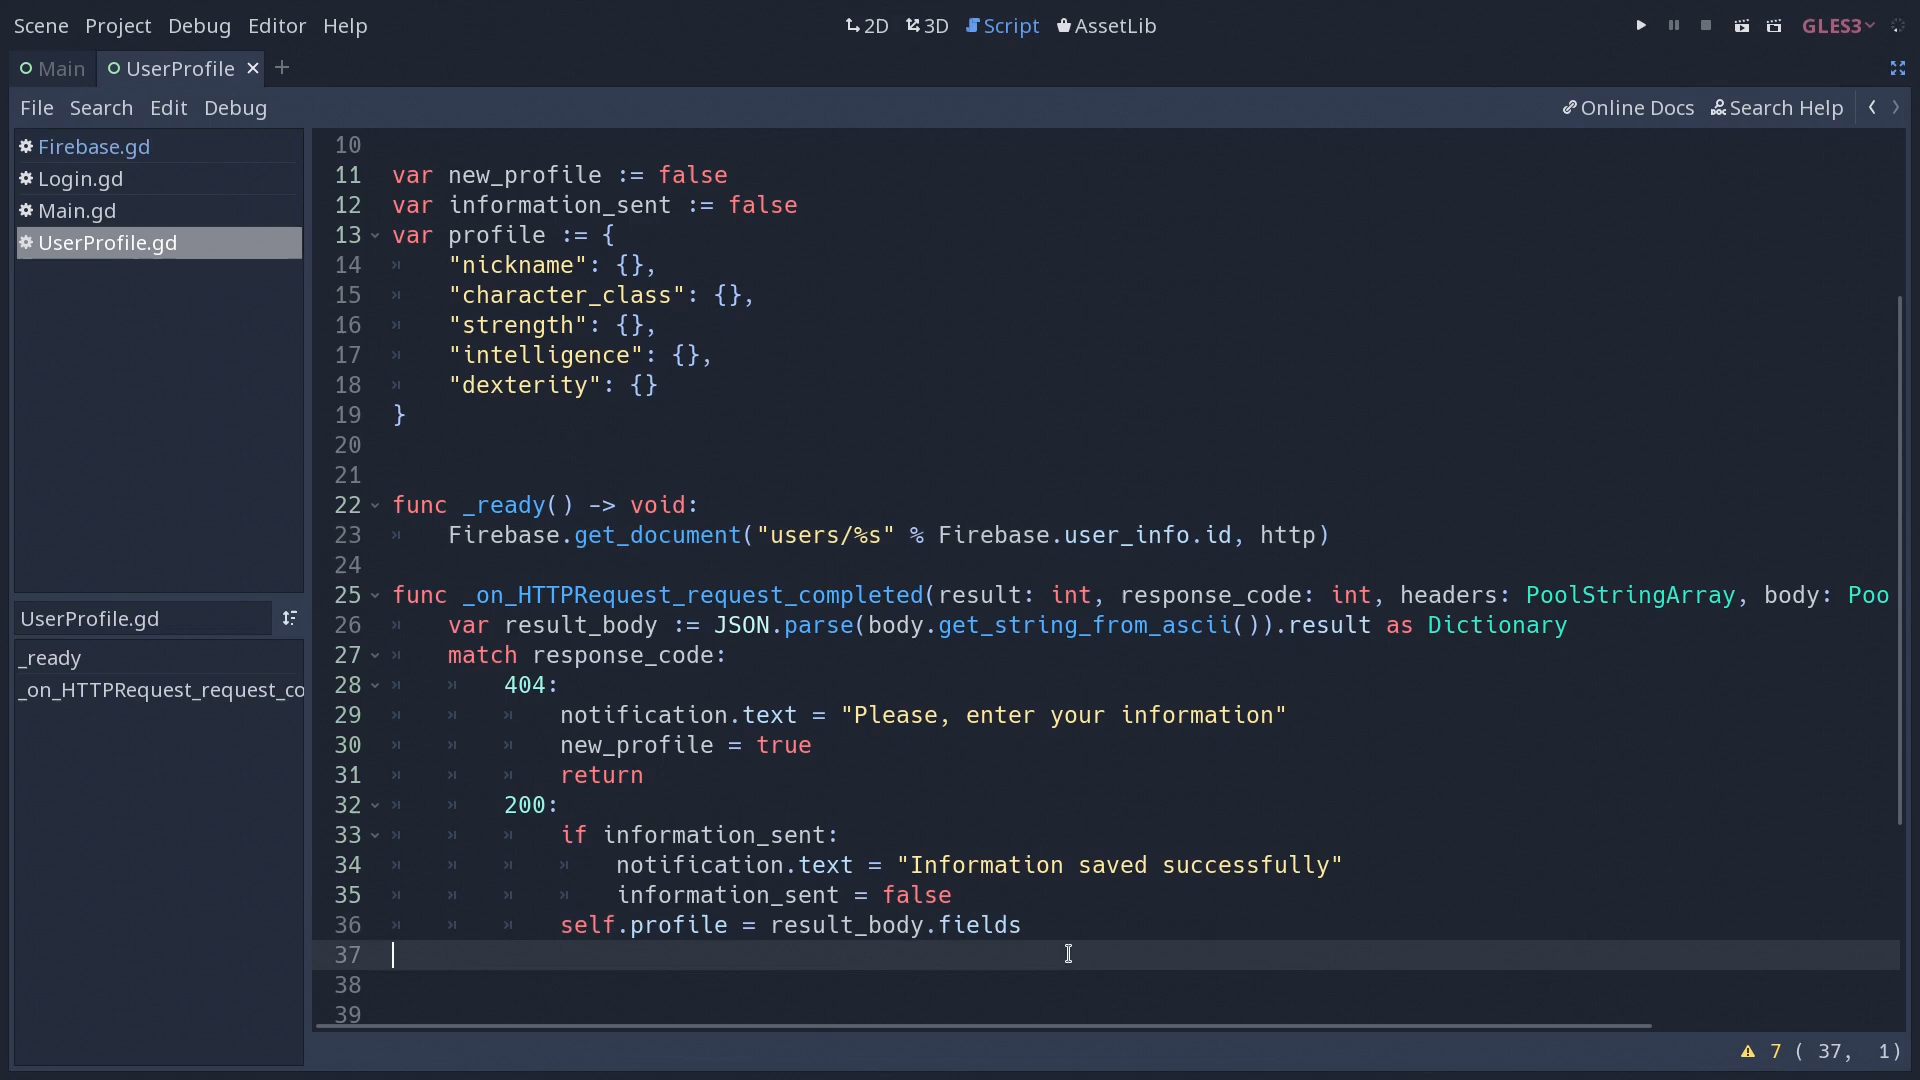 Scene Project Debug Editor Help 2D 3D Script AssetLib GLES3
Main UserProfile
File Search Edit Debug Online Docs Search Help
Firebase.gd
Login.gd
Main.gd
UserProfile.gd
UserProfile.gd
_ready
_on_HTTPRequest_request_co
10
11 var new_profile := false
12 var information_sent := false
13 var profile := {
14 "nickname": {},
15 "character_class": {},
16 "strength": {},
17 "intelligence": {},
18 "dexterity": {}
19 }
20
21
22 func _ready() -> void:
23 Firebase.get_document("users/%s" % Firebase.user_info.id, http)
24
25 func _on_HTTPRequest_request_completed(result: int, response_code: int, headers: PoolStringArray, body: Poo
26 var result_body := JSON.parse(body.get_string_from_ascii()).result as Dictionary
27 match response_code:
28 404:
29 notification.text = "Please, enter your information"
30 new_profile = true
31 return
32 200:
33 if information_sent:
34 notification.text = "Information saved successfully"
35 information_sent = false
36 self.profile = result_body.fields
37
38
39
7 ( 37, 1)